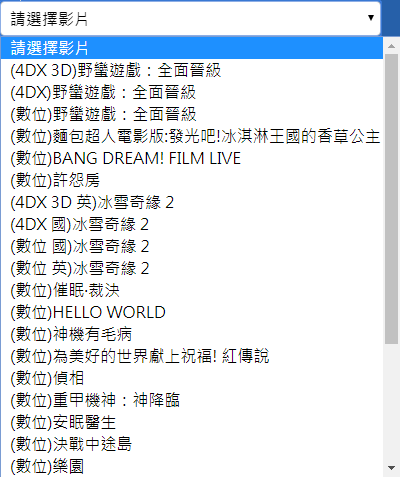 請選擇影片
請選擇影片
(4DX 3D)野蠻遊戲：全面晉級
(4DX)野蠻遊戲：全面晉級
(數位)野蠻遊戲：全面晉級
(數位)麵包超人電影版:發光吧!冰淇淋王國的香草公主
(數位)BANG DREAM! FILM LIVE
(數位)許怨房
(4DX 3D 英)冰雪奇緣 2
(4DX 國)冰雪奇緣 2
(數位 國)冰雪奇緣 2
(數位 英)冰雪奇緣 2
(數位)催眠·裁決
(數位)HELLO WORLD
(數位)神機有毛病
(數位)為美好的世界獻上祝福! 紅傳說
(數位)偵相
(數位)重甲機神：神降臨
(數位)安眠醫生
(數位)決戰中途島
(數位)樂園